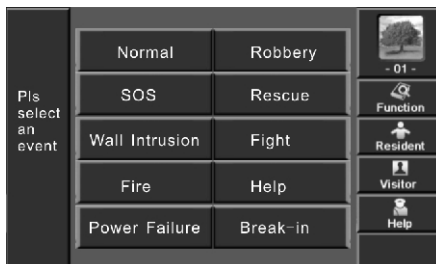 Pls
select
an
event
Normal
Robbery
SOS
Rescue
Wall Intrusion
Fight
Fire
Help
Power Failure
Break-in
- 01 -
Function
Resident
Visitor
Help